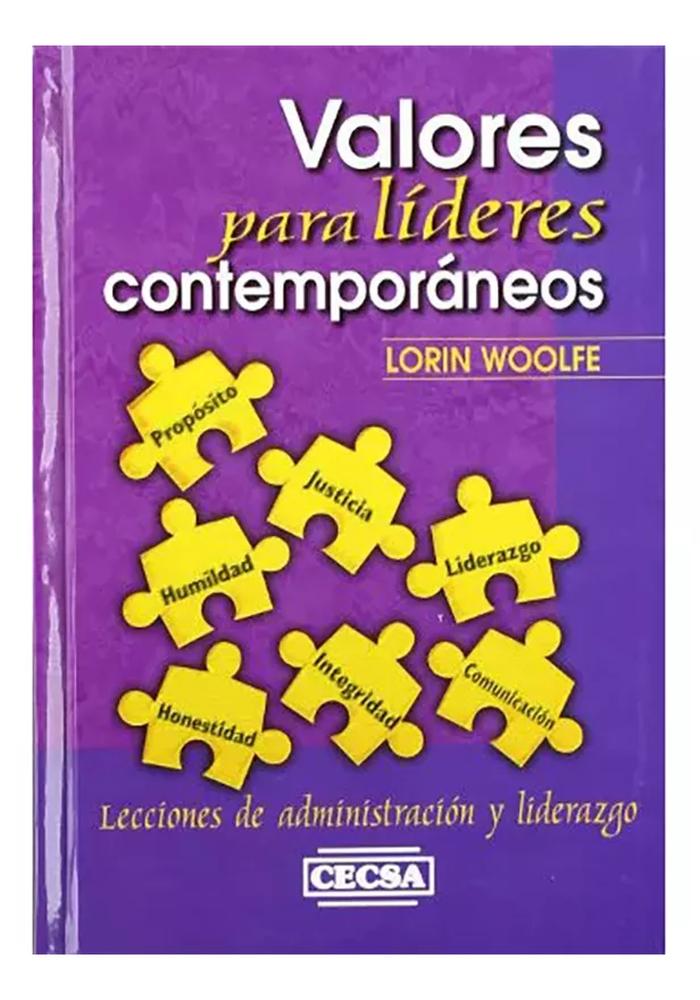 Valores
para líderes
contemporáneos
LORIN WOOLFE
Propósito
Justicia
Humildad
Liderazgo
Integridad
Comunicación
Honestidad
Lecciones de administración y liderazgo
CECSA